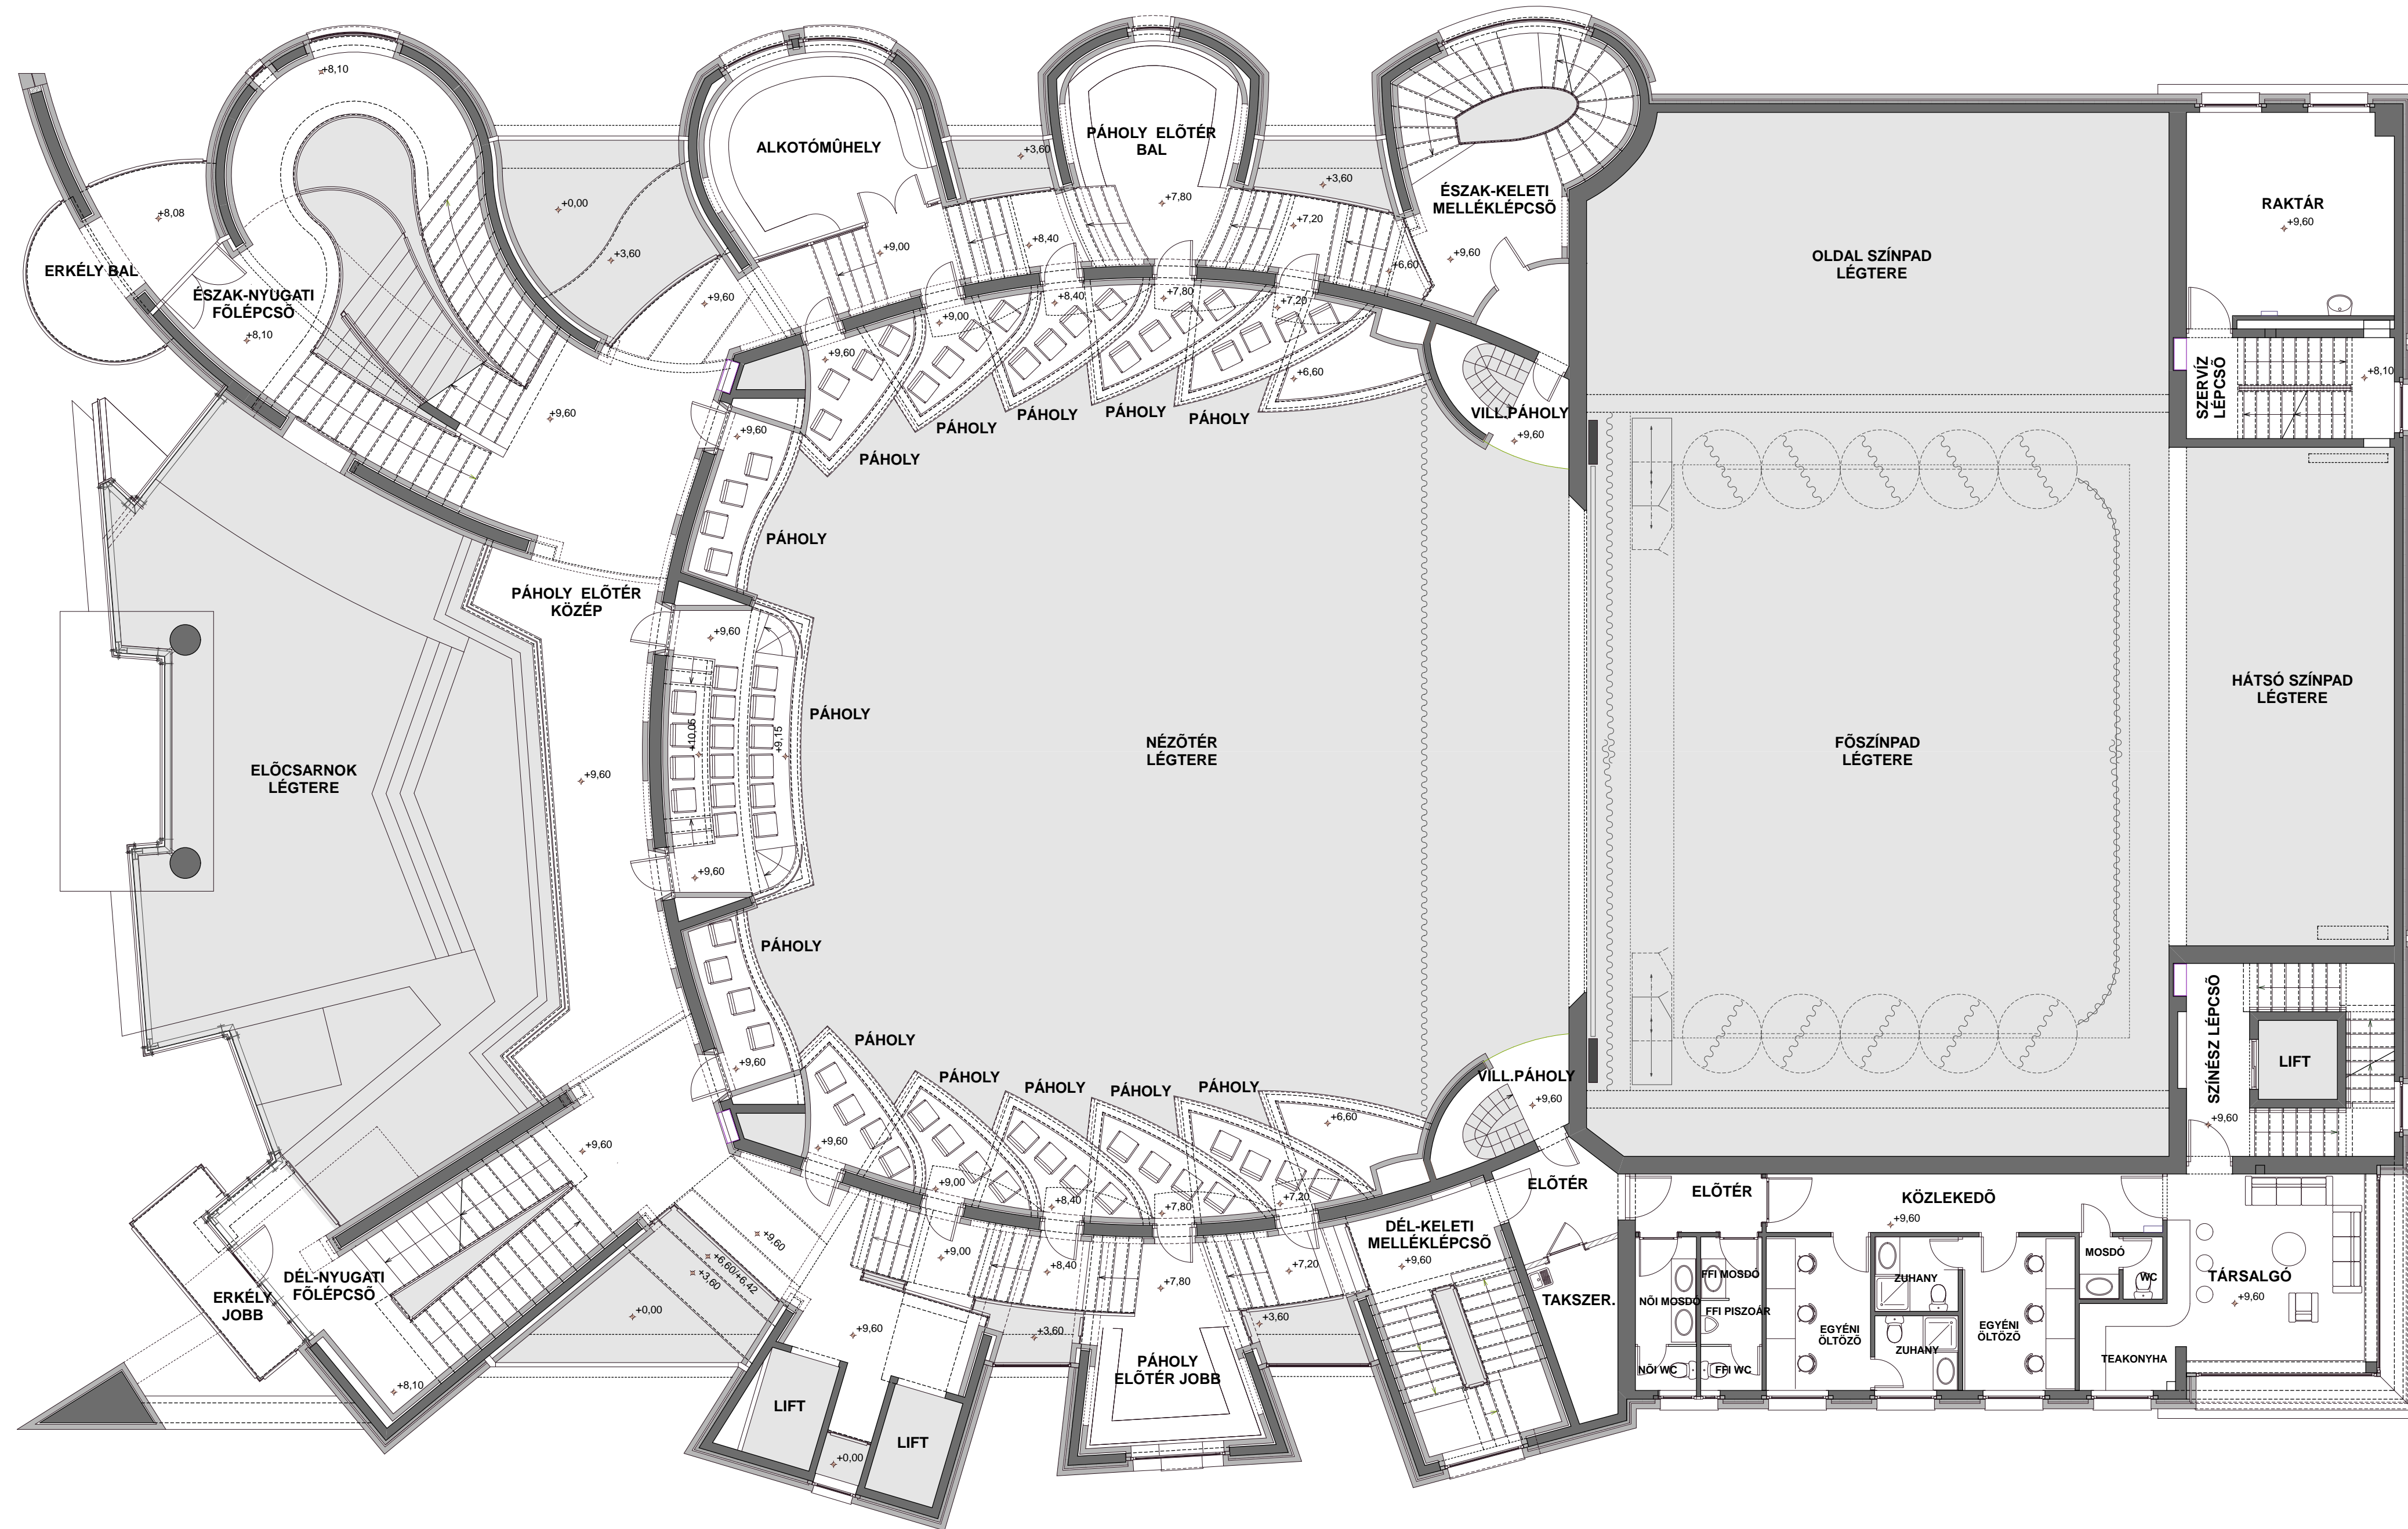 +8,10
ALKOTÓMÛHELY
PÁHOLY ELÕTÉR
BAL
+3,60
+3,60
ÉSZAK-KELETI
MELLÉKLÉPCSÕ
+7,80
+8,08
+0,00
+7,20
RAKTÁR
+9,60
+8,40
+9,00
+3,60
+9,60
OLDAL SZÍNPAD
LÉGTERE
ERKÉLY BAL
+6,60
ÉSZAK-NYUGATI
FÕLÉPCSÕ
+8,10
+9,60
+9,00
+8,40
+7,80
+7,20
+9,60
+6,60
SZERVÍZ
LÉPCSÕ
+8,10
+9,60
PÁHOLY
PÁHOLY
PÁHOLY
PÁHOLY
PÁHOLY
VILL.PÁHOLY
+9,60
+9,60
PÁHOLY
PÁHOLY ELÕTÉR
KÖZÉP
+9,60
HÁTSÓ SZÍNPAD
LÉGTERE
PÁHOLY
+10,05
+9,15
NÉZÕTÉR
LÉGTERE
FÕSZÍNPAD
LÉGTERE
ELÕCSARNOK
LÉGTERE
+9,60
+9,60
PÁHOLY
PÁHOLY
PÁHOLY
PÁHOLY
PÁHOLY
PÁHOLY
VILL.PÁHOLY
+9,60
+9,60
+6,60
SZÍNÉSZ LÉPCSÕ
+9,60
LIFT
+9,60
+9,60
+9,00
+8,40
+7,80
+7,20
ELÕTÉR
ELÕTÉR
KÖZLEKEDÕ
+9,60
DÉL-KELETI
MELLÉKLÉPCSÕ
+9,60
+9,60
+6,60/+6,42
+3,60
+9,00
+8,40
+7,80
+7,20
DÉL-NYUGATI
FÕLÉPCSÕ
ERKÉLY
JOBB
+0,00
+9,60
+3,60
+3,60
TAKSZER.
NÕI MOSDÓ
FFI MOSDÓ
FFI PISZOÁR
NÕI WC
FFI WC
EGYÉNI
ÖLTÖZÕ
ZUHANY
ZUHANY
EGYÉNI
ÖLTÖZÕ
MOSDÓ
WC
TÁRSALGÓ
+9,60
TEAKONYHA
PÁHOLY
ELÕTÉR JOBB
+8,10
LIFT
LIFT
+0,00